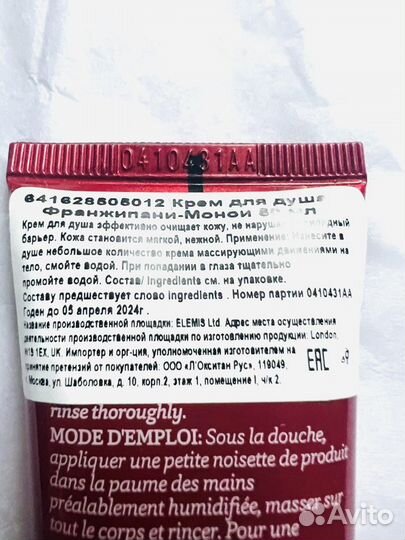 0410431AA
641628505012 Крем для душа
Франжипани-Моной мл
Крем для душа эффективно очищает кожу, не нарушая липидный
барьер. Кожа становится мягкой, нежной. Применение: Нанесите в
душе небольшое количество крема массирующими движениями на
тело, смойте водой. При попадании в глаза тщательно
промойте водой. Состав/ Ingredients см. на упаковке.
Составу предшествует слово ingredients . Номер партии 0410431AA
Годен до 05 апреля 2024г .
Название производственной площадки: ELEMIS Ltd. Адрес места осуществления
деятельности производственной площадки по изготовлению продукции: London,
W1S 1EX, UK. Импортер и орг-ция, уполномоченная изготовителем на
принятие претензий от покупателей: ООО «Л'Окситан Рус», 119049,
г. Москва, ул. Шаболовка, д. 10, корп.2, этаж 1, помещение I, ч/к 2.
EAC
rinse thoroughly.
MODE D'EMPLOI: Sous la douche,
appliquer une petite noisette de produit
dans la paume des mains
préalablement humidifiée, masser sur
tout le corps et rincer. Pour une
Avito